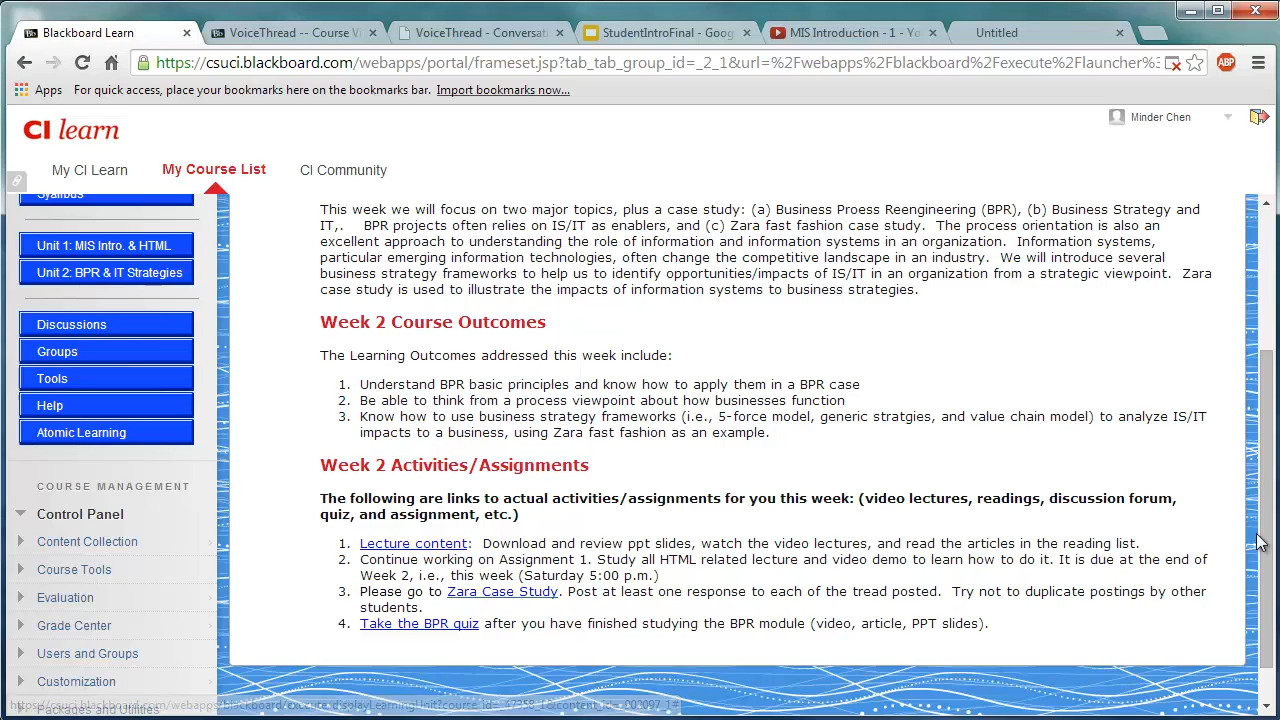 Blackboard Learn
VoiceThread -- Course Vi
VoiceThread - Conversati
StudentIntroFinal - Goog
MIS Introduction - 1 - Yo
Untitled
https://csuci.blackboard.com/webapps/portal/frameset.jsp?tab_tab_group_id=_2_1&url=%2Fwebapps%2Fblackboard%2Fexecute%2Flauncher%3
ABP
Apps For quick access, place your bookmarks here on the bookmarks bar. Import bookmarks now...
CI learn
Minder Chen
My CI Learn My Course List CI Community
Syllibus
Unit 1: MIS Intro. & HTML
Unit 2: BPR & IT Strategies
Discussions
Groups
Tools
Help
Atomic Learning
COURSE MANAGEMENT
Control Panel
Content Collection
Course Tools
Evaluation
Grade Center
Users and Groups
Customization
Packages and Utilities
This week we will focus on two major topics, plus a case study: (a) Business Proess Reengineering (BPR), (b) Business Strategy and
IT,. BPR projects often relies on IS/IT as enablers, and (c) Zara fast fashion case study. The process orientation is also an
excellent approach to understanding the role of information and information systems in an organization. Information systems,
particular emerging information technologies, often change the competitive landscape in an industry. We will introduce several
business strategy frameworks to help us to identify opportunities/impacts of IS/IT in an organization from a strategic viewpoint. Zara
case study is used to illustrate the impacts of information systems to business strategies.
Week 2 Course Outcomes
The Learning Outcomes addressed this week include:
1. Understand BPR basic principles and know how to apply them in a BPR case
2. Be able to think from a process viewpoint about how businesses function
3. Know how to use business strategy frameworks (i.e., 5-force model, generic stratgies, and value chain model) to analyze IS/IT
impacts to a business, using Zara fast fashion as an example.
Week 2 Activities/Assignments
The following are links to actual activities/assignments for you this week: (video lectures, readings, discussion forum,
quiz, and assignment, etc.)
1. Lecture content: Download and review ppt slides, watch the video lectures, and read the articles in the reading list.
2. Continue working on Assignment 1. Study all HTML related lecture and video demo to learn how to do it. It is due at the end of
Week 2, i.e., this week (Saturday 5:00 p.m.)
3. Please go to Zara Case Study. Post at least one response to each of the tread posted. Try not to duplicate postings by other
students.
4. Take the BPR quiz after you have finished studying the BPR module (video, article, PPT slides).